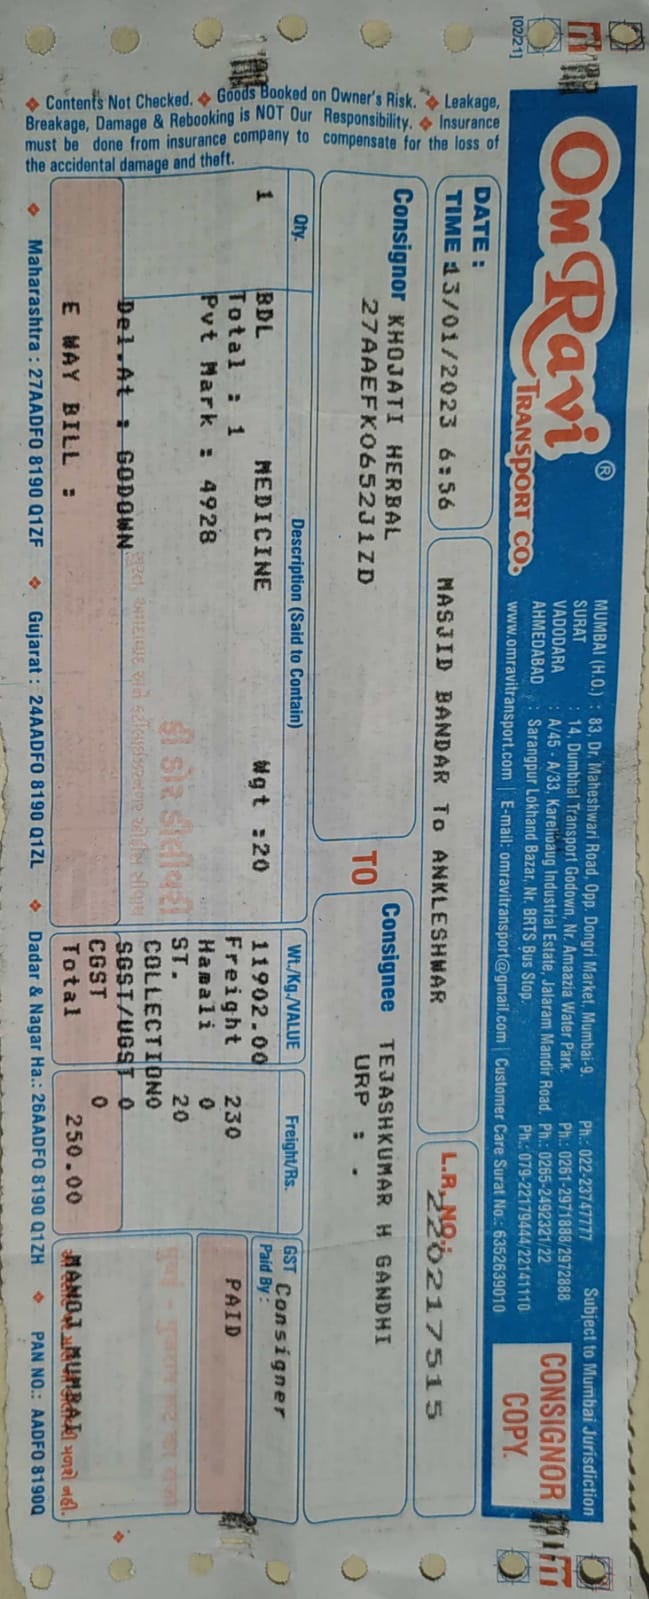 [02/21]
Om Ravi ®
TRANSPORT CO.
Subject to Mumbai Jurisdiction
MUMBAI (H.O.) : 83, Dr. Maheshwari Road, Opp. Dongri Market, Mumbai-9. Ph.: 022-23747777
SURAT : 14, Dumbhal Transport Godown, Nr. Amaazia Water Park. Ph.: 0261-2971888/2972888
VADODARA : A/45 - A/33, Karelibaug Industrial Estate, Jalaram Mandir Road. Ph.: 0265-2492321/22
AHMEDABAD : Sarangpur Lokhand Bazar, Nr. BRTS Bus Stop. Ph.: 079-22179444/22141110
www.omravitransport.com | E-mail: omravitransport@gmail.com | Customer Care Surat No.: 6352639010
CONSIGNOR
COPY.
DATE :
TIME : 13/01/2023 6:56
MASJID BANDAR To ANKLESHWAR
L.R. NO.:
220217515
Consignor KHOJATI HERBAL
27AAEFK0652J1ZD
TO
Consignee TEJASHKUMAR H GANDHI
URP : .
Qty. Description (Said to Contain) Wt./Kg./VALUE Freight/Rs.
1 BDL MEDICINE Wgt :20 11902.00
Total : 1 Freight 230
Pvt Mark : 4928 Hamali 0
ST. 20
COLLECTION0
Del.At : GODOWN SGST/UGST 0
CGST 0
E WAY BILL : Total 250.00
GST Paid By : Consigner
PAID
ડી ડોર ડીલીવરી
MANOJ MUMBAI
❖ Contents Not Checked. ❖ Goods Booked on Owner's Risk. ❖ Leakage,
Breakage, Damage & Rebooking is NOT Our Responsibility. ❖ Insurance
must be done from insurance company to compensate for the loss of
the accidental damage and theft.
❖ Maharashtra : 27AADFO 8190 Q1ZF ❖ Gujarat : 24AADFO 8190 Q1ZL ❖ Dadar & Nagar Ha.: 26AADFO 8190 Q1ZH ❖ PAN NO.: AADFO 8190Q